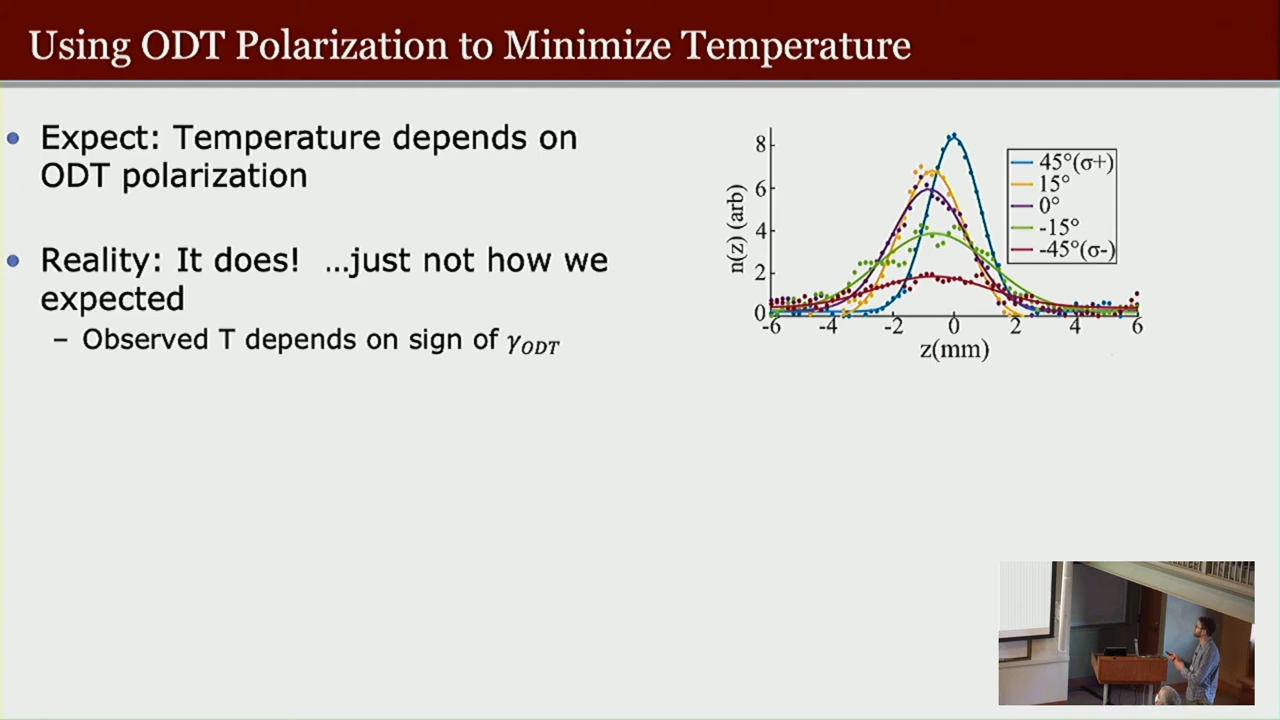 Using ODT Polarization to Minimize Temperature
• Expect: Temperature depends on
ODT polarization
• Reality: It does! …just not how we
expected
– Observed T depends on sign of γODT
n(z) (arb)
8
6
4
2
0
-6 -4 -2 0 2 4 6
z(mm)
45°(σ+)
15°
0°
-15°
-45°(σ-)